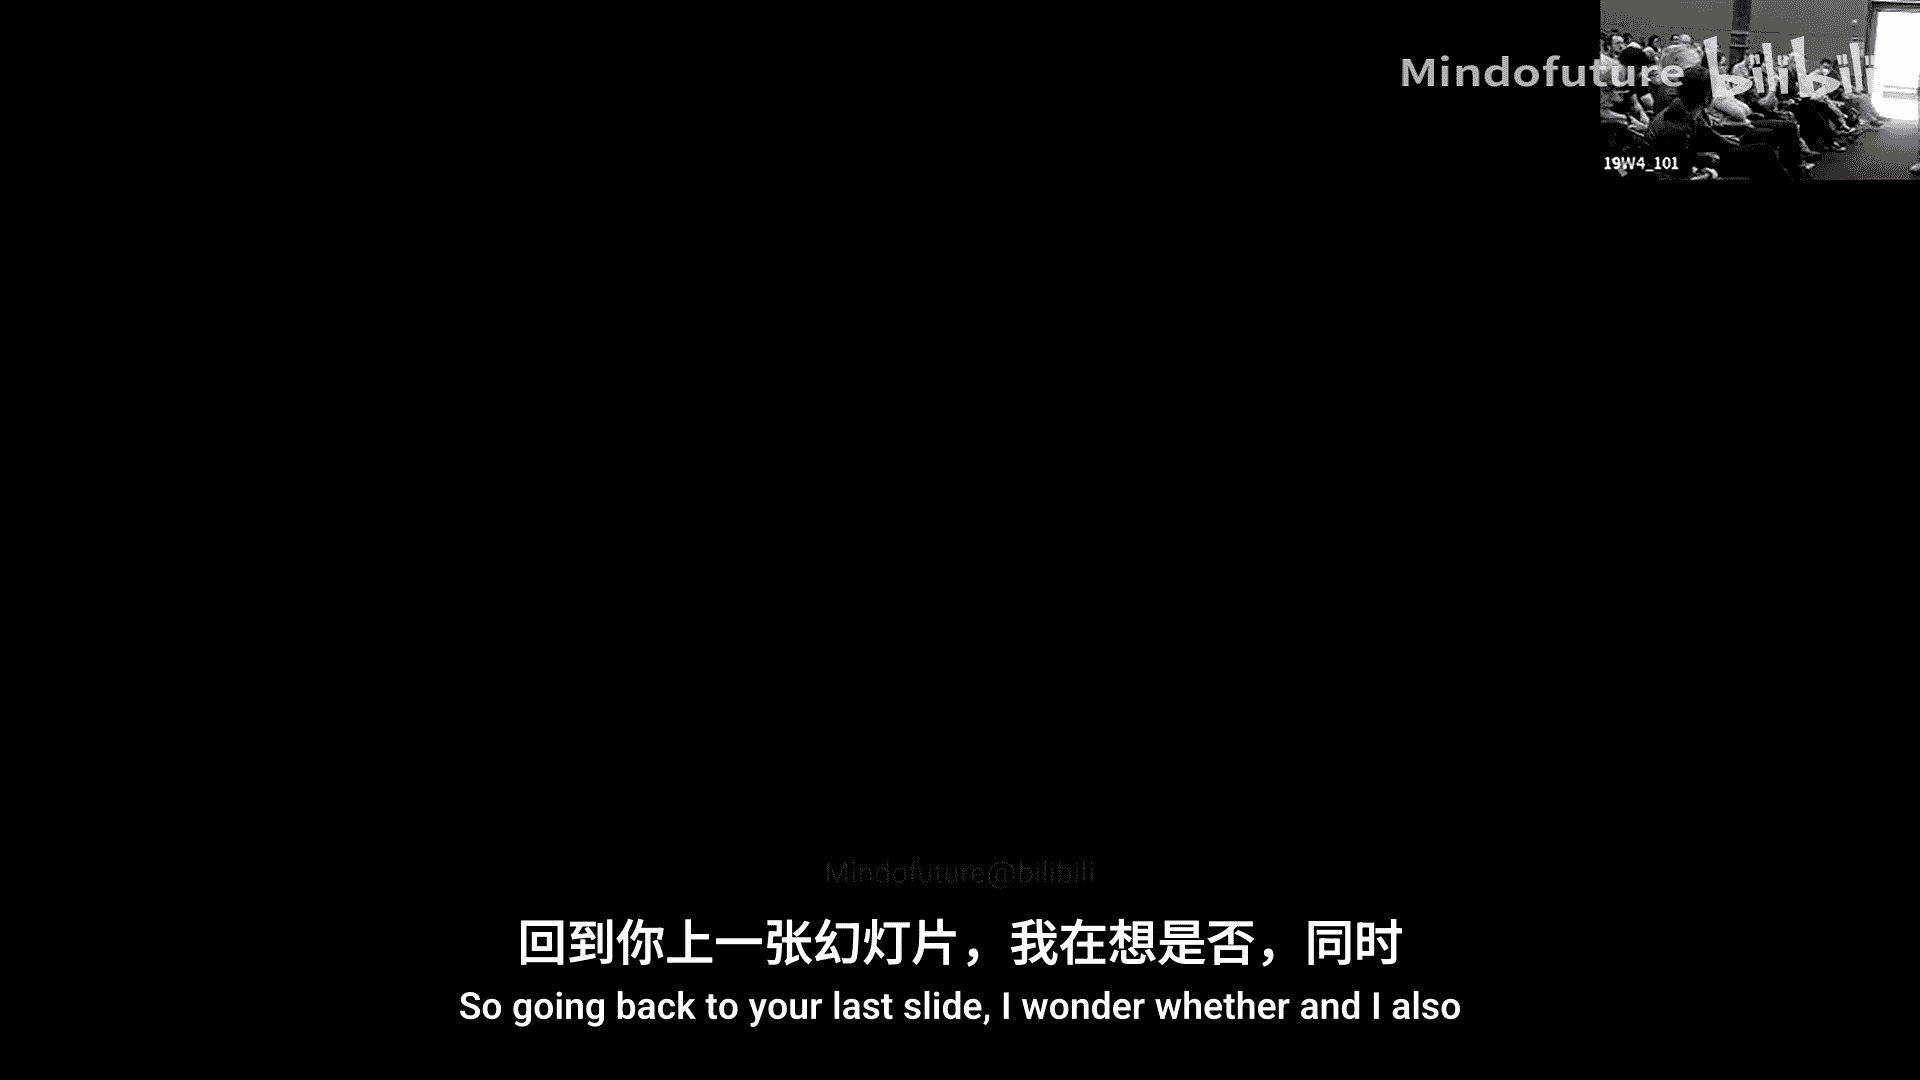 Mindofuture bilibili
19W4_101
Mindofuture@bilibili
回到你上一张幻灯片，我在想是否，同时
So going back to your last slide, I wonder whether and I also